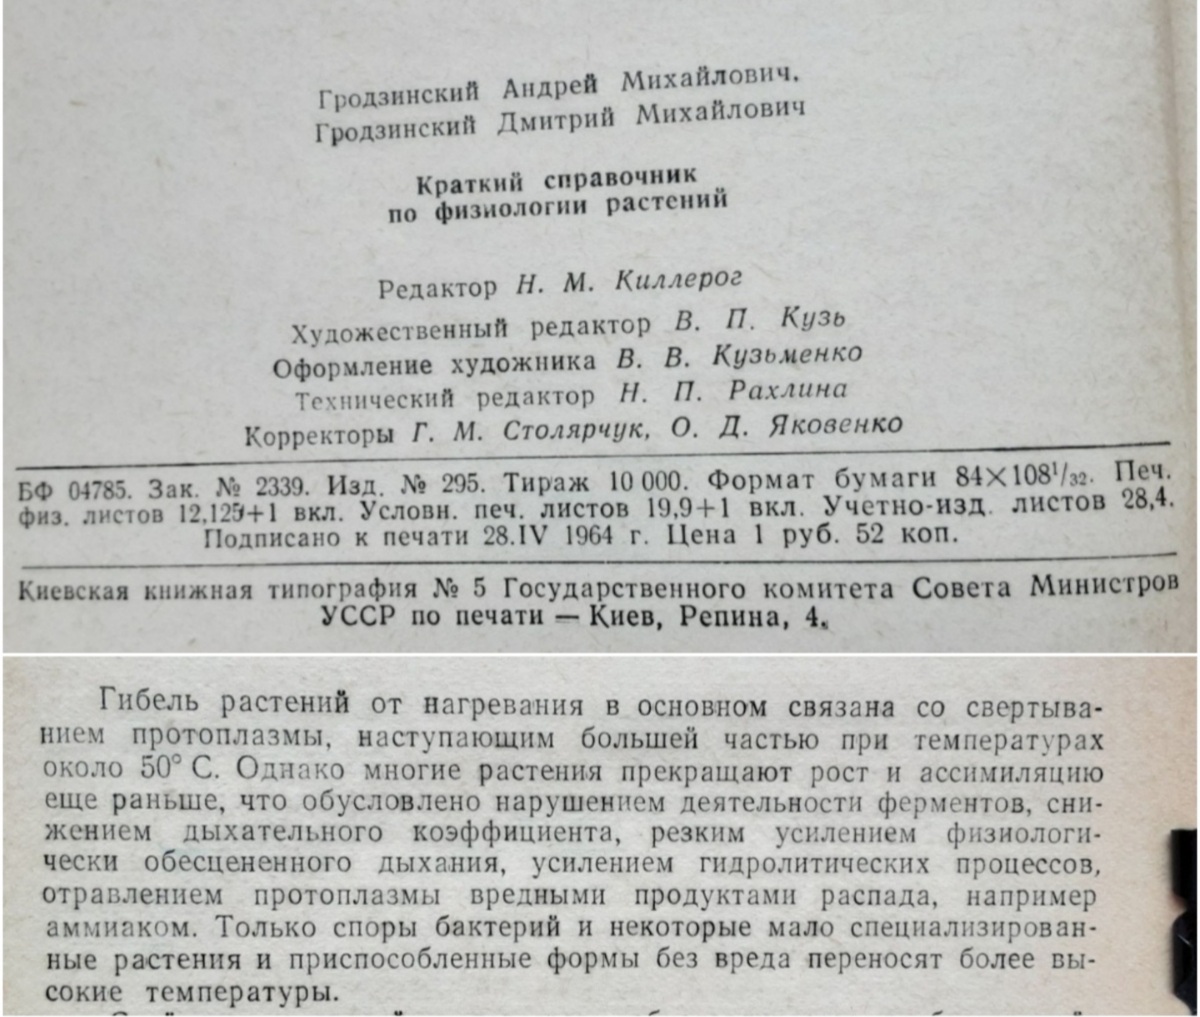 Гродзинский Андрей Михайлович.
Гродзинский Дмитрий Михайлович
Краткий справочник
по физиологии растений
Редактор Н. М. Киллерог
Художественный редактор В. П. Кузь
Оформление художника В. В. Кузьменко
Технический редактор Н. П. Рахлина
Корректоры Г. М. Столярчук, О. Д. Яковенко
БФ 04785. Зак. № 2339. Изд. № 295. Тираж 10 000. Формат бумаги 84×108¹/₃₂. Печ.
физ. листов 12,125+1 вкл. Условн. печ. листов 19,9+1 вкл. Учетно-изд. листов 28,4.
Подписано к печати 28.IV 1964 г. Цена 1 руб. 52 коп.
Киевская книжная типография № 5 Государственного комитета Совета Министров
УССР по печати — Киев, Репина, 4.
Гибель растений от нагревания в основном связана со свертыва-
нием протоплазмы, наступающим большей частью при температурах
около 50° С. Однако многие растения прекращают рост и ассимиляцию
еще раньше, что обусловлено нарушением деятельности ферментов, сни-
жением дыхательного коэффициента, резким усилением физиологи-
чески обесцененного дыхания, усилением гидролитических процессов,
отравлением протоплазмы вредными продуктами распада, например
аммиаком. Только споры бактерий и некоторые мало специализирован-
ные растения и приспособленные формы без вреда переносят более вы-
сокие температуры.